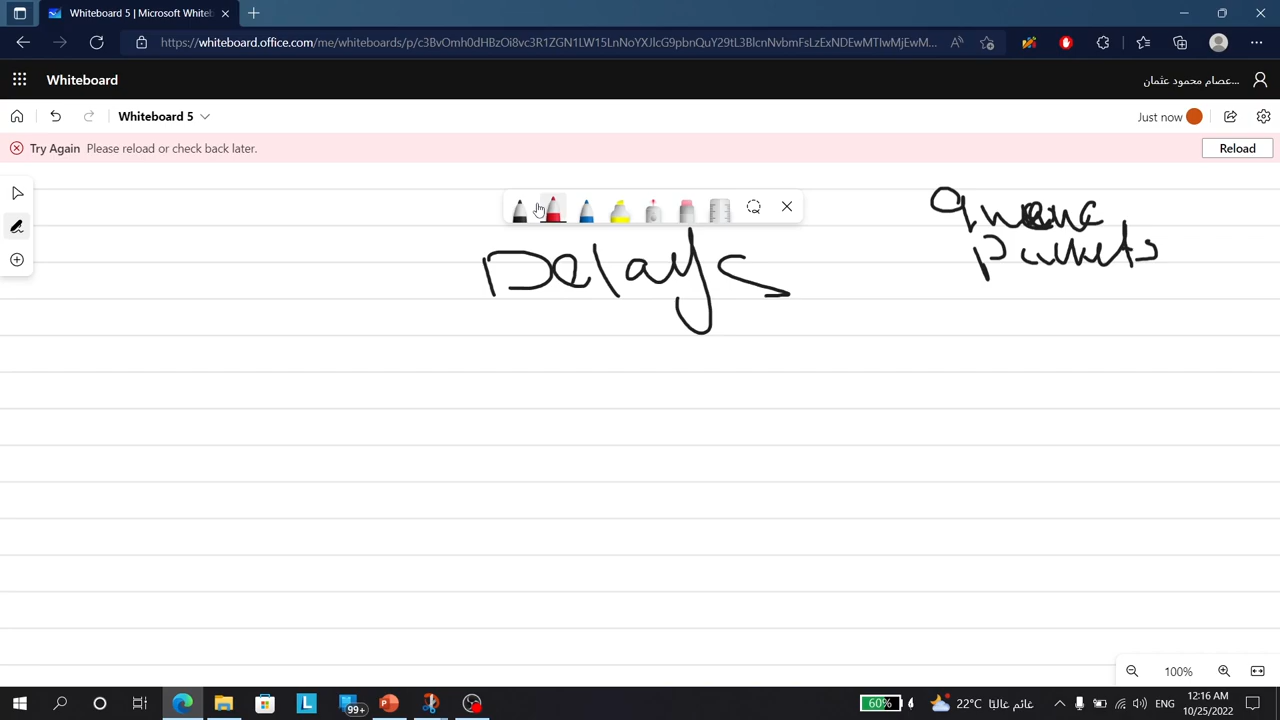 Whiteboard 5 | Microsoft Whiteb
https://whiteboard.office.com/me/whiteboards/p/c3BvOmh0dHBzOi8vc3R1ZGN1LW15LnNoYXJlcG9pbnQuY29tL3BlcnNvbmFsLzExNDEwMTIwMjEwM...
Whiteboard
عصام محمود عثمان...
Whiteboard 5
Just now
Try Again Please reload or check back later.
Reload
Queue
Packets
Delays
100%
L
99+
60%
22°C غائم غالبًا
ENG
12:16 AM
10/25/2022